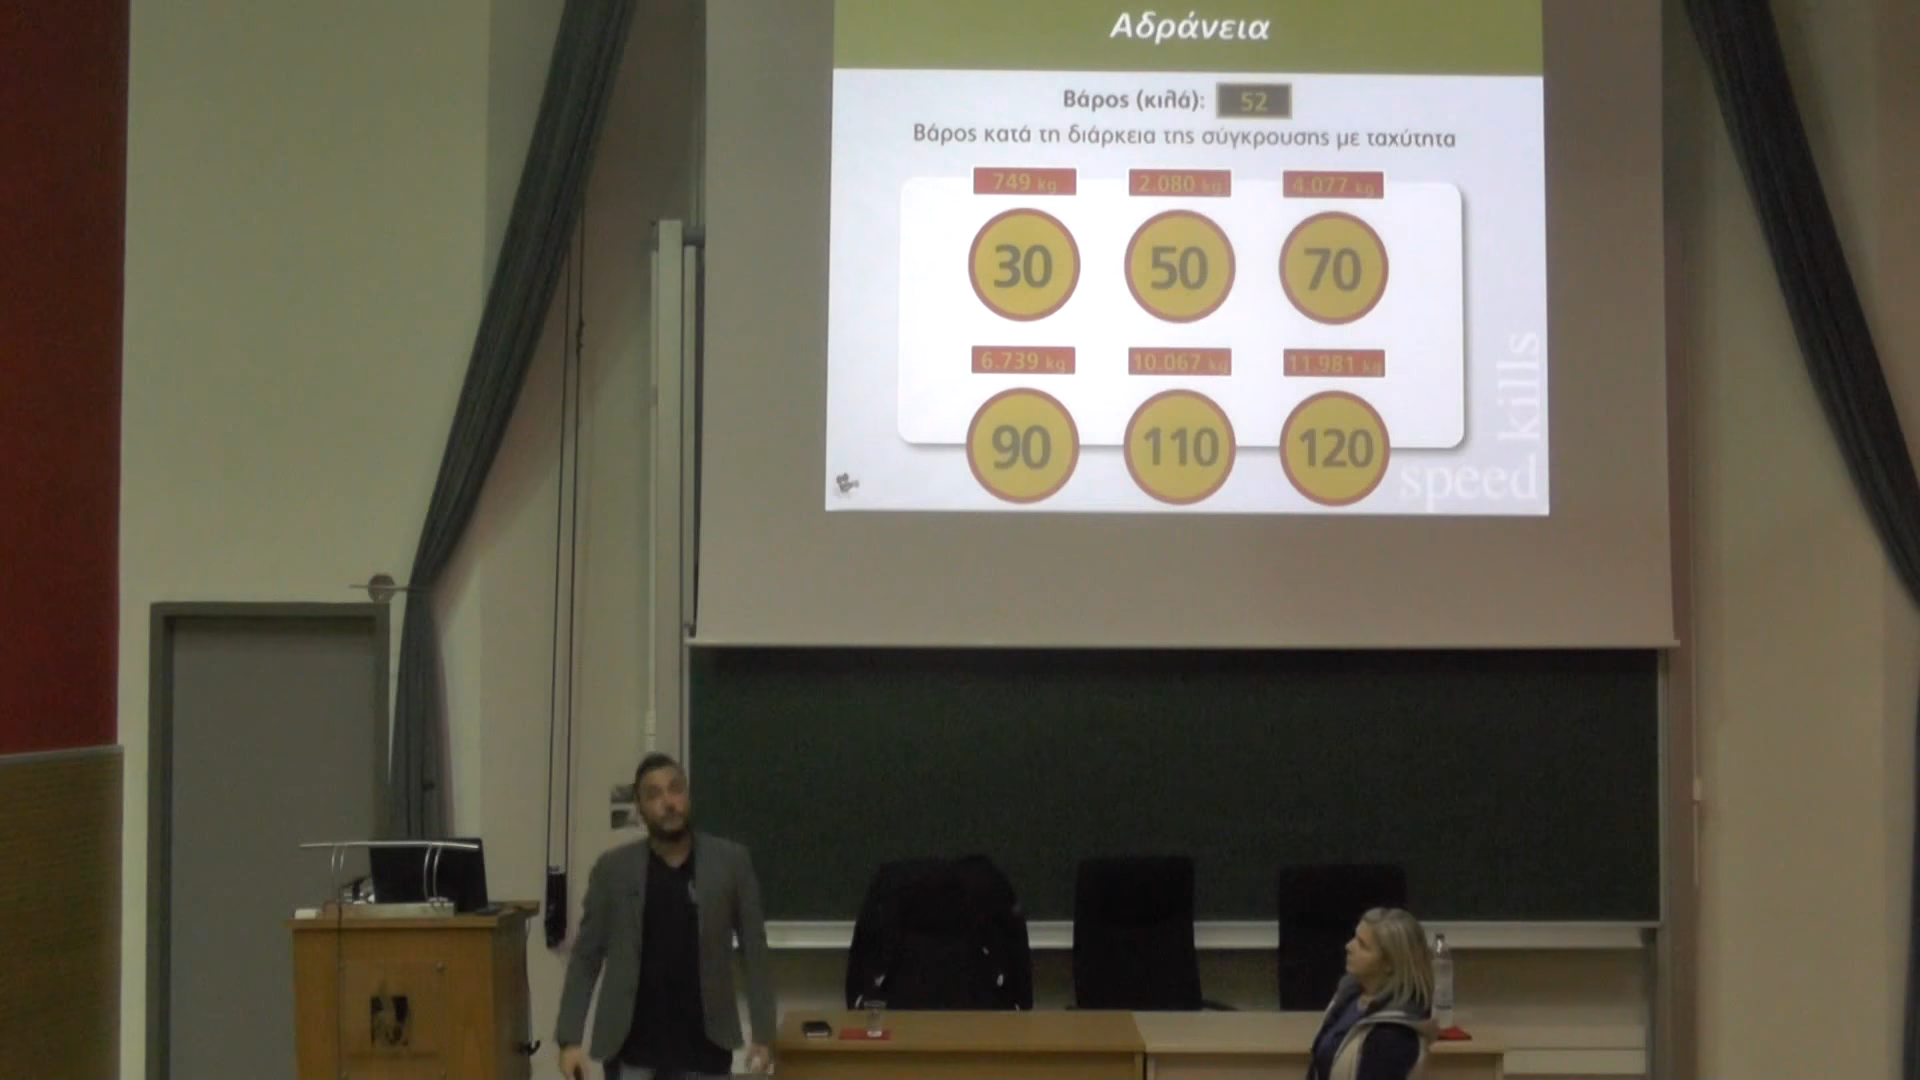 Αδράνεια
Βάρος (κιλά): 52
Βάρος κατά τη διάρκεια της σύγκρουσης με ταχύτητα
749 kg 2.080 kg 4.077 kg
30 50 70
6.739 kg 10.067 kg 11.981 kg
90 110 120
speed kills